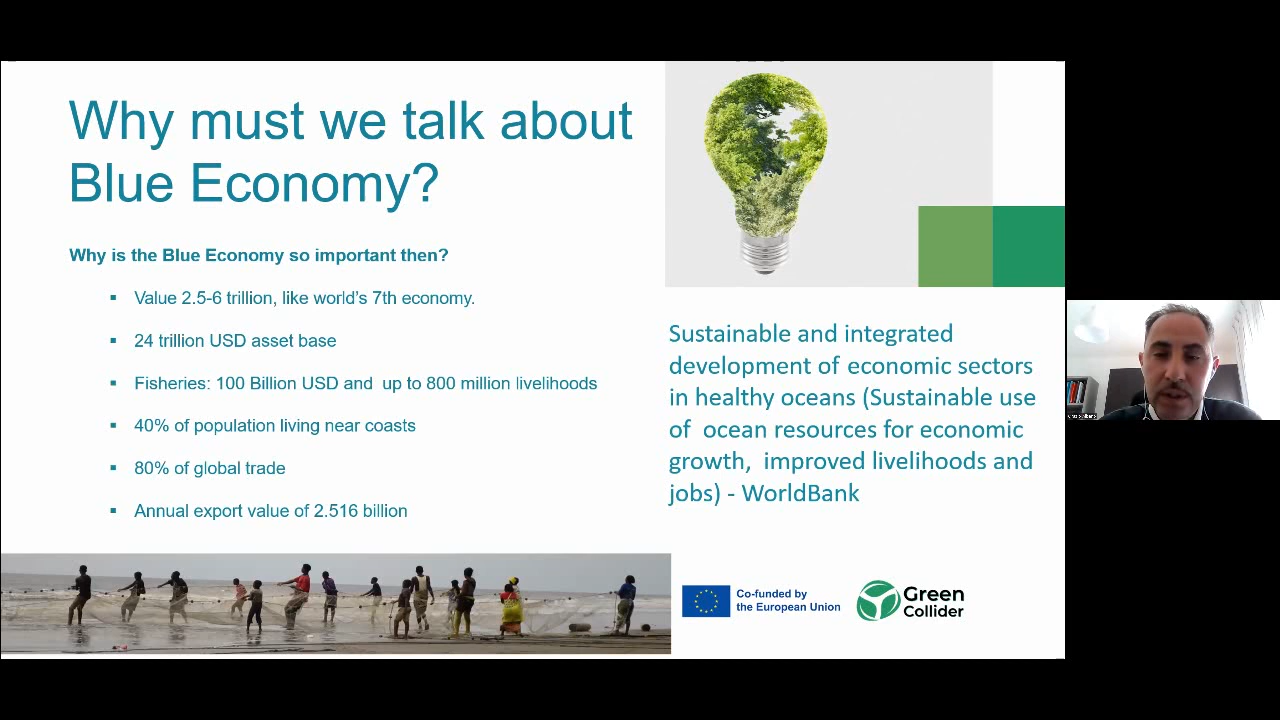 Why must we talk about
Blue Economy?
Why is the Blue Economy so important then?
▪ Value 2.5-6 trillion, like world’s 7th economy.
▪ 24 trillion USD asset base
▪ Fisheries: 100 Billion USD and up to 800 million livelihoods
▪ 40% of population living near coasts
▪ 80% of global trade
▪ Annual export value of 2.516 billion
Sustainable and integrated
development of economic sectors
in healthy oceans (Sustainable use
of ocean resources for economic
growth, improved livelihoods and
jobs) - WorldBank
Co-funded by
the European Union
Green
Collider